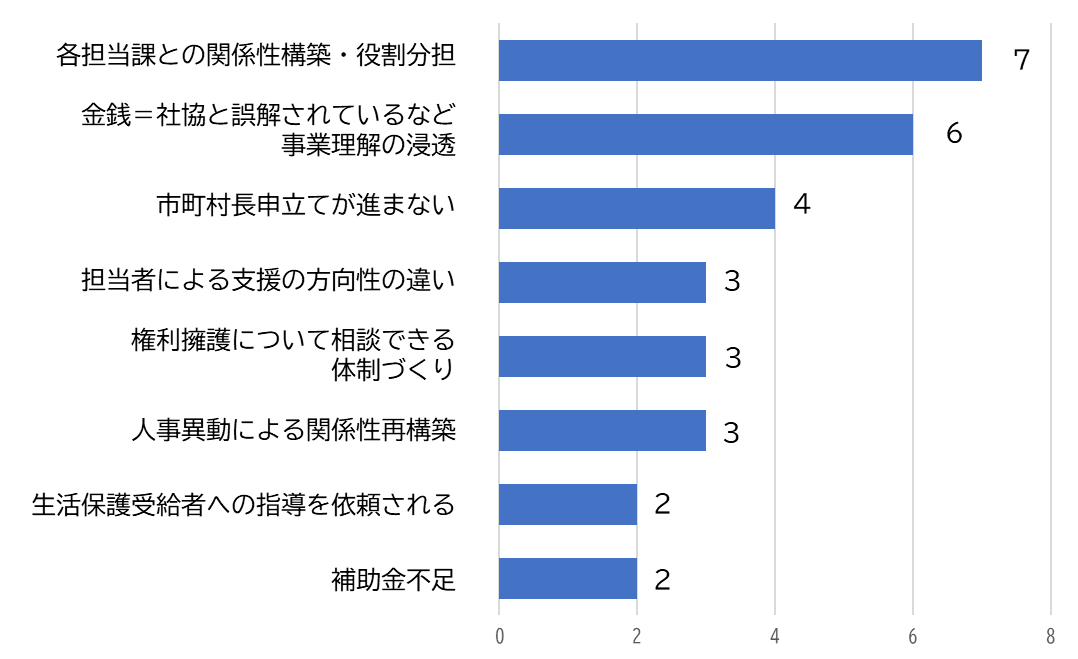 各担当課との関係性構築・役割分担
7
金銭＝社協と誤解されているなど
事業理解の浸透
6
市町村長申立てが進まない
4
担当者による支援の方向性の違い
3
権利擁護について相談できる
体制づくり
3
人事異動による関係性再構築
3
生活保護受給者への指導を依頼される
2
補助金不足
2
0 2 4 6 8